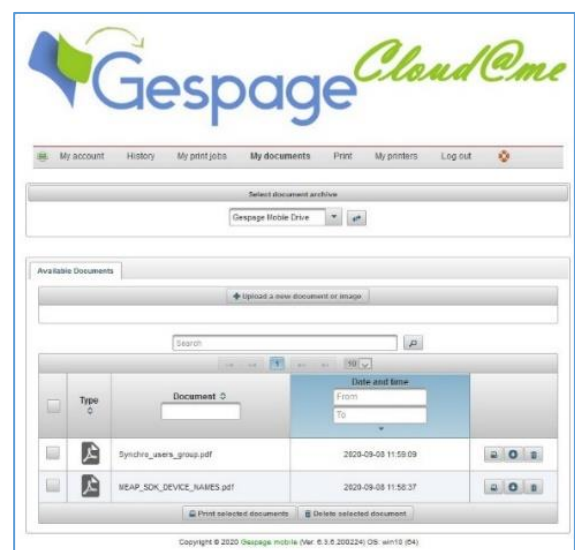 Gespage Cloud@me
My account History My print jobs My documents Print My printers Log out
Select document archive
Gespage Mobile Drive
Available Documents
Upload a new document or image
Search
1 10
Type Document Date and time
From
To
Synchro_users_group.pdf 2020-09-08 11:59:09
MEAP_SDK_DEVICE_NAMES.pdf 2020-09-08 11:58:37
Print selected documents Delete selected document
Copyright © 2020 Gespage mobile (Ver: 6.3.6.200224) OS: win10 (64)